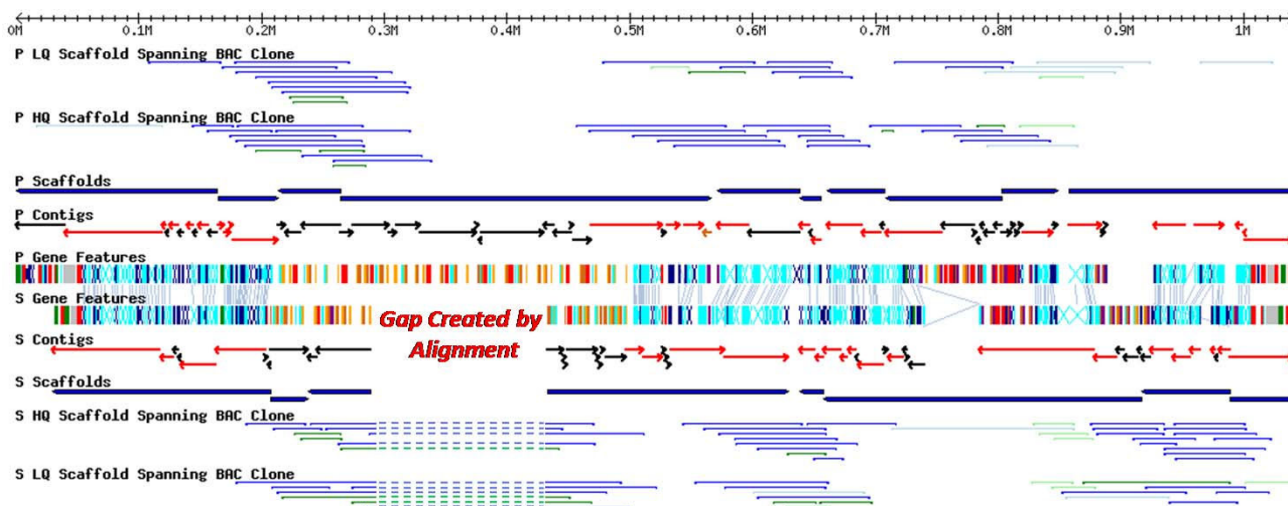 0M 0.1M 0.2M 0.3M 0.4M 0.5M 0.6M 0.7M 0.8M 0.9M 1M
P LQ Scaffold Spanning BAC Clone
P HQ Scaffold Spanning BAC Clone
P Scaffolds
P Contigs
P Gene Features
S Gene Features
Gap Created by
Alignment
S Contigs
S Scaffolds
S HQ Scaffold Spanning BAC Clone
S LQ Scaffold Spanning BAC Clone